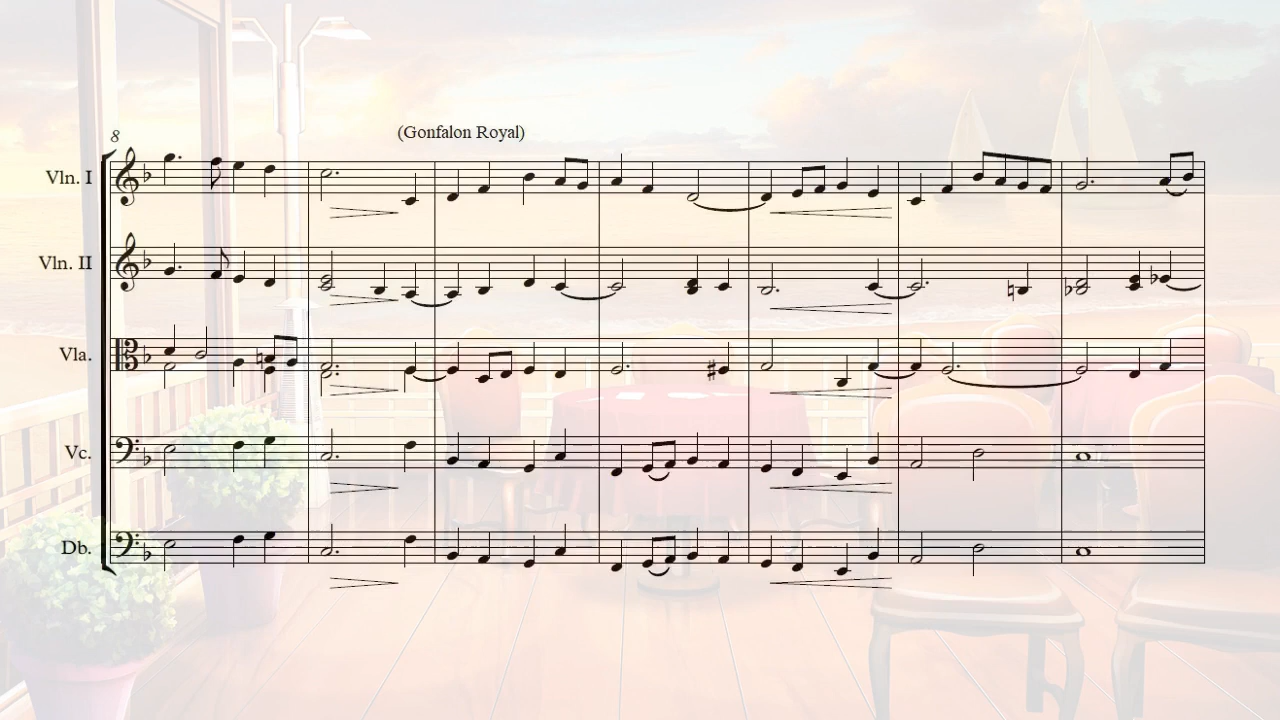 (Gonfalon Royal)
8
Vln. I
Vln. II
Vla.
Vc.
Db.